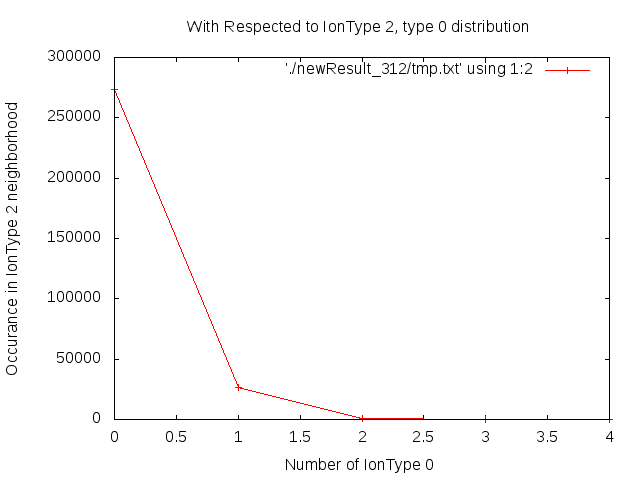 With Respected to IonType 2, type 0 distribution
'./newResult_312/tmp.txt' using 1:2
Occurance in IonType 2 neighborhood
300000
250000
200000
150000
100000
50000
0
0 0.5 1 1.5 2 2.5 3 3.5 4
Number of IonType 0